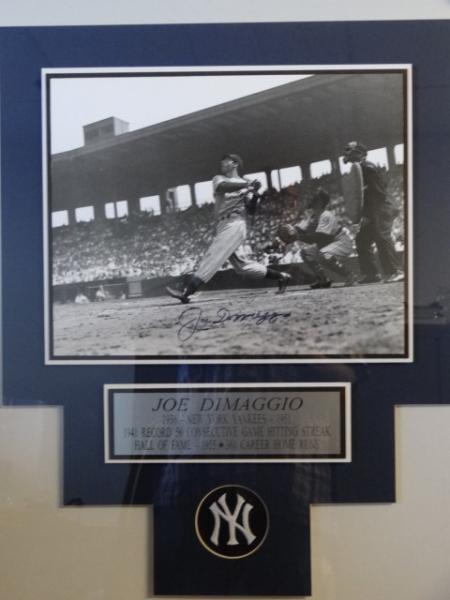 Joe DiMaggio
JOE DIMAGGIO
1936 - NEW YORK YANKEES - 1951
1941 RECORD 56 CONSECUTIVE GAME HITTING STREAK
HALL OF FAME - 1955 • 361 CAREER HOME RUNS
NY